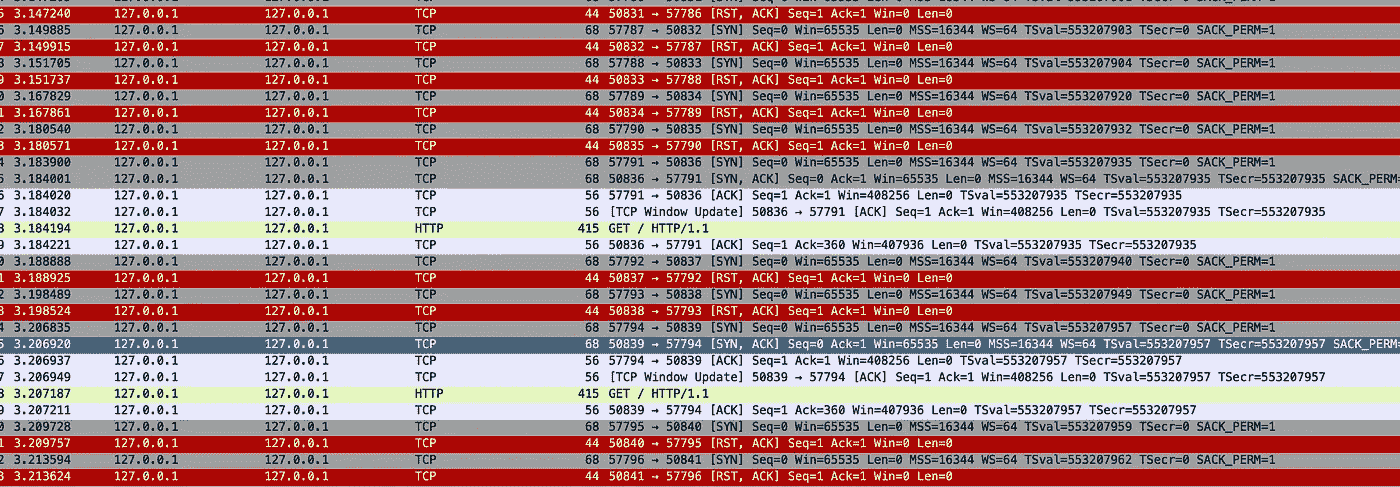 5 3.147240 127.0.0.1 127.0.0.1 TCP 44 50831 → 57786 [RST, ACK] Seq=1 Ack=1 Win=0 Len=0
5 3.149885 127.0.0.1 127.0.0.1 TCP 68 57787 → 50832 [SYN] Seq=0 Win=65535 Len=0 MSS=16344 WS=64 TSval=553207903 TSecr=0 SACK_PERM=1
7 3.149915 127.0.0.1 127.0.0.1 TCP 44 50832 → 57787 [RST, ACK] Seq=1 Ack=1 Win=0 Len=0
3 3.151705 127.0.0.1 127.0.0.1 TCP 68 57788 → 50833 [SYN] Seq=0 Win=65535 Len=0 MSS=16344 WS=64 TSval=553207904 TSecr=0 SACK_PERM=1
9 3.151737 127.0.0.1 127.0.0.1 TCP 44 50833 → 57788 [RST, ACK] Seq=1 Ack=1 Win=0 Len=0
0 3.167829 127.0.0.1 127.0.0.1 TCP 68 57789 → 50834 [SYN] Seq=0 Win=65535 Len=0 MSS=16344 WS=64 TSval=553207920 TSecr=0 SACK_PERM=1
1 3.167861 127.0.0.1 127.0.0.1 TCP 44 50834 → 57789 [RST, ACK] Seq=1 Ack=1 Win=0 Len=0
2 3.180540 127.0.0.1 127.0.0.1 TCP 68 57790 → 50835 [SYN] Seq=0 Win=65535 Len=0 MSS=16344 WS=64 TSval=553207932 TSecr=0 SACK_PERM=1
3 3.180571 127.0.0.1 127.0.0.1 TCP 44 50835 → 57790 [RST, ACK] Seq=1 Ack=1 Win=0 Len=0
4 3.183900 127.0.0.1 127.0.0.1 TCP 68 57791 → 50836 [SYN] Seq=0 Win=65535 Len=0 MSS=16344 WS=64 TSval=553207935 TSecr=0 SACK_PERM=1
5 3.184001 127.0.0.1 127.0.0.1 TCP 68 50836 → 57791 [SYN, ACK] Seq=0 Ack=1 Win=65535 Len=0 MSS=16344 WS=64 TSval=553207935 TSecr=553207935 SACK_PERM=
6 3.184020 127.0.0.1 127.0.0.1 TCP 56 57791 → 50836 [ACK] Seq=1 Ack=1 Win=408256 Len=0 TSval=553207935 TSecr=553207935
7 3.184032 127.0.0.1 127.0.0.1 TCP 56 [TCP Window Update] 50836 → 57791 [ACK] Seq=1 Ack=1 Win=408256 Len=0 TSval=553207935 TSecr=553207935
8 3.184194 127.0.0.1 127.0.0.1 HTTP 415 GET / HTTP/1.1
9 3.184221 127.0.0.1 127.0.0.1 TCP 56 50836 → 57791 [ACK] Seq=1 Ack=360 Win=407936 Len=0 TSval=553207935 TSecr=553207935
0 3.188888 127.0.0.1 127.0.0.1 TCP 68 57792 → 50837 [SYN] Seq=0 Win=65535 Len=0 MSS=16344 WS=64 TSval=553207940 TSecr=0 SACK_PERM=1
1 3.188925 127.0.0.1 127.0.0.1 TCP 44 50837 → 57792 [RST, ACK] Seq=1 Ack=1 Win=0 Len=0
2 3.198489 127.0.0.1 127.0.0.1 TCP 68 57793 → 50838 [SYN] Seq=0 Win=65535 Len=0 MSS=16344 WS=64 TSval=553207949 TSecr=0 SACK_PERM=1
3 3.198524 127.0.0.1 127.0.0.1 TCP 44 50838 → 57793 [RST, ACK] Seq=1 Ack=1 Win=0 Len=0
4 3.206835 127.0.0.1 127.0.0.1 TCP 68 57794 → 50839 [SYN] Seq=0 Win=65535 Len=0 MSS=16344 WS=64 TSval=553207957 TSecr=0 SACK_PERM=1
5 3.206920 127.0.0.1 127.0.0.1 TCP 68 50839 → 57794 [SYN, ACK] Seq=0 Ack=1 Win=65535 Len=0 MSS=16344 WS=64 TSval=553207957 TSecr=553207957 SACK_PERM=
6 3.206937 127.0.0.1 127.0.0.1 TCP 56 57794 → 50839 [ACK] Seq=1 Ack=1 Win=408256 Len=0 TSval=553207957 TSecr=553207957
7 3.206949 127.0.0.1 127.0.0.1 TCP 56 [TCP Window Update] 50839 → 57794 [ACK] Seq=1 Ack=1 Win=408256 Len=0 TSval=553207957 TSecr=553207957
8 3.207187 127.0.0.1 127.0.0.1 HTTP 415 GET / HTTP/1.1
9 3.207211 127.0.0.1 127.0.0.1 TCP 56 50839 → 57794 [ACK] Seq=1 Ack=360 Win=407936 Len=0 TSval=553207957 TSecr=553207957
0 3.209728 127.0.0.1 127.0.0.1 TCP 68 57795 → 50840 [SYN] Seq=0 Win=65535 Len=0 MSS=16344 WS=64 TSval=553207959 TSecr=0 SACK_PERM=1
1 3.209757 127.0.0.1 127.0.0.1 TCP 44 50840 → 57795 [RST, ACK] Seq=1 Ack=1 Win=0 Len=0
2 3.213594 127.0.0.1 127.0.0.1 TCP 68 57796 → 50841 [SYN] Seq=0 Win=65535 Len=0 MSS=16344 WS=64 TSval=553207962 TSecr=0 SACK_PERM=1
3 3.213624 127.0.0.1 127.0.0.1 TCP 44 50841 → 57796 [RST, ACK] Seq=1 Ack=1 Win=0 Len=0